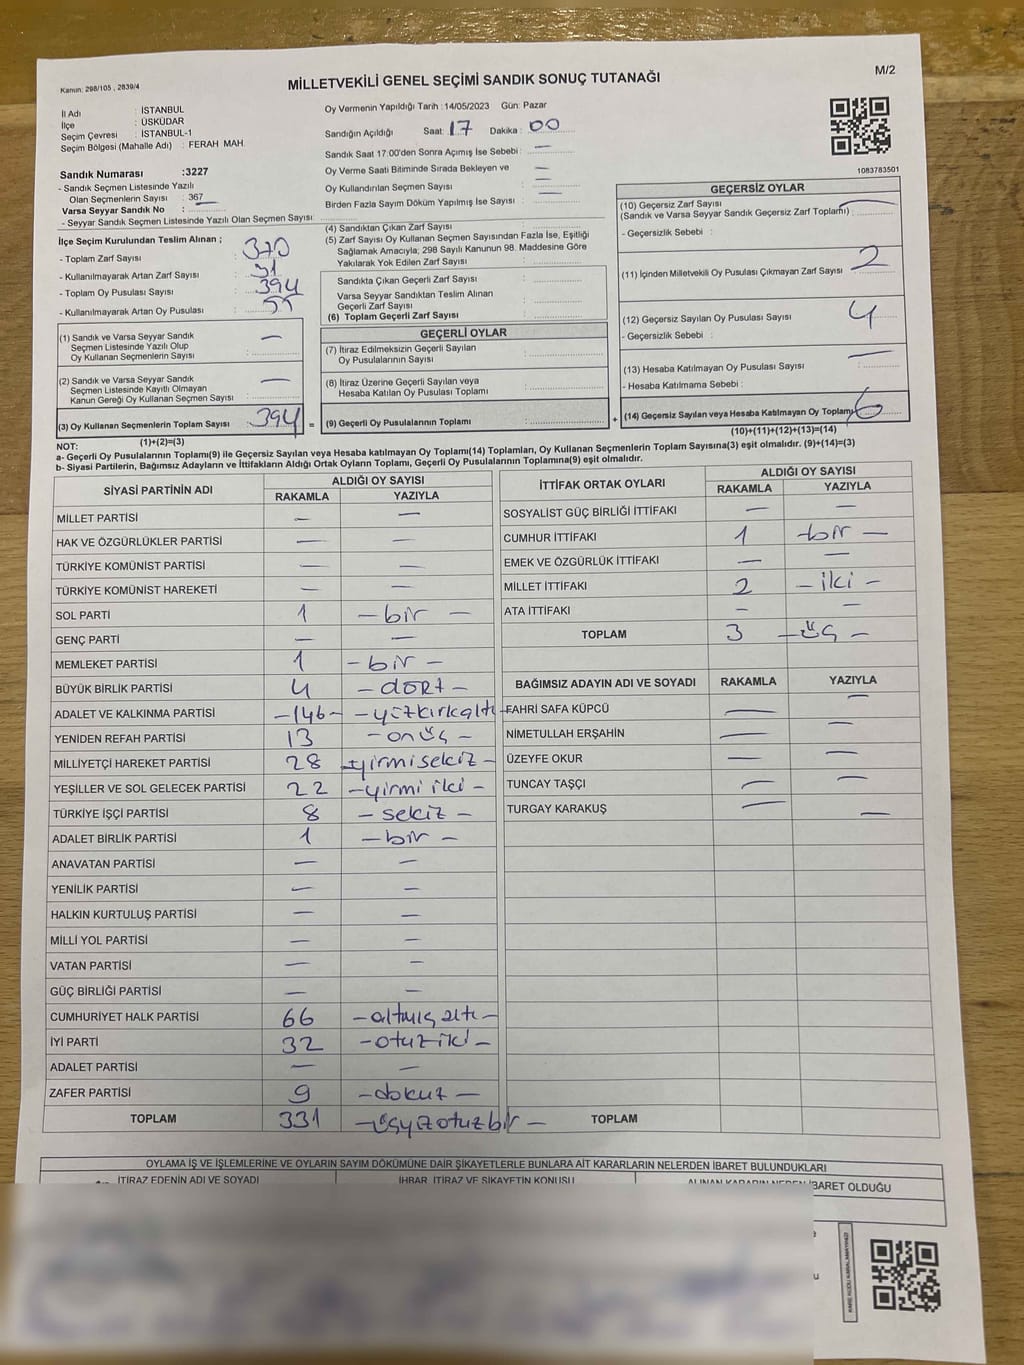 Kanun: 298/105 , 2839/4
MİLLETVEKİLİ GENEL SEÇİMİ SANDIK SONUÇ TUTANAĞI
M/2
İl Adı : İSTANBUL
İlçe : ÜSKÜDAR
Seçim Çevresi : İSTANBUL-1
Seçim Bölgesi (Mahalle Adı) : FERAH MAH.
Sandık Numarası :3227
- Sandık Seçmen Listesinde Yazılı
Olan Seçmenlerin Sayısı : 367
Varsa Seyyar Sandık No :
- Seyyar Sandık Seçmen Listesinde Yazılı Olan Seçmen Sayısı:
Oy Vermenin Yapıldığı Tarih :14/05/2023 Gün: Pazar
Sandığın Açıldığı Saat: 17 Dakika : 00
Sandık Saat 17:00'den Sonra Açımış İse Sebebi : —
Oy Verme Saati Bitiminde Sırada Bekleyen ve —
Oy Kullandırılan Seçmen Sayısı —
Birden Fazla Sayım Döküm Yapılmış İse Sayısı : —
1083783501
İlçe Seçim Kurulundan Teslim Alınan ;
- Toplam Zarf Sayısı : 370
- Kullanılmayarak Artan Zarf Sayısı : 31
- Toplam Oy Pusulası Sayısı : 394
- Kullanılmayarak Artan Oy Pusulası : 55
(1) Sandık ve Varsa Seyyar Sandık —
Seçmen Listesinde Yazılı Olup
Oy Kullanan Seçmenlerin Sayısı :
(2) Sandık ve Varsa Seyyar Sandık —
Seçmen Listesinde Kayıtlı Olmayan
Kanun Gereği Oy Kullanan Seçmen Sayısı :
(3) Oy Kullanan Seçmenlerin Toplam Sayısı : 394 =
(1)+(2)=(3)
(4) Sandıktan Çıkan Zarf Sayısı :
(5) Zarf Sayısı Oy Kullanan Seçmen Sayısından Fazla İse, Eşitliği
Sağlamak Amacıyla; 298 Sayılı Kanunun 98. Maddesine Göre
Yakılarak Yok Edilen Zarf Sayısı :
Sandıkta Çıkan Geçerli Zarf Sayısı :
Varsa Seyyar Sandıktan Teslim Alınan
Geçerli Zarf Sayısı :
(6) Toplam Geçerli Zarf Sayısı :
GEÇERLİ OYLAR
(7) İtiraz Edilmeksizin Geçerli Sayılan
Oy Pusulalarının Sayısı :
(8) İtiraz Üzerine Geçerli Sayılan veya
Hesaba Katılan Oy Pusulası Toplamı :
(9) Geçerli Oy Pusulalarının Toplamı : +
GEÇERSİZ OYLAR
(10) Geçersiz Zarf Sayısı —
(Sandık ve Varsa Seyyar Sandık Geçersiz Zarf Toplamı) :
- Geçersizlik Sebebi :
(11) İçinden Milletvekili Oy Pusulası Çıkmayan Zarf Sayısı : 2
(12) Geçersiz Sayılan Oy Pusulası Sayısı : 4
- Geçersizlik Sebebi :
(13) Hesaba Katılmayan Oy Pusulası Sayısı : —
- Hesaba Katılmama Sebebi :
(14) Geçersiz Sayılan veya Hesaba Katılmayan Oy Toplamı : 6
(10)+(11)+(12)+(13)=(14)
NOT:
a- Geçerli Oy Pusulalarının Toplamı(9) ile Geçersiz Sayılan veya Hesaba katılmayan Oy Toplamı(14) Toplamları, Oy Kullanan Seçmenlerin Toplam Sayısına(3) eşit olmalıdır. (9)+(14)=(3)
b- Siyasi Partilerin, Bağımsız Adayların ve İttifakların Aldığı Ortak Oyların Toplamı, Geçerli Oy Pusulalarının Toplamına(9) eşit olmalıdır.
SİYASİ PARTİNİN ADI ALDIĞI OY SAYISI
RAKAMLA YAZIYLA
MİLLET PARTİSİ — —
HAK VE ÖZGÜRLÜKLER PARTİSİ — —
TÜRKİYE KOMÜNİST PARTİSİ — —
TÜRKİYE KOMÜNİST HAREKETİ — —
SOL PARTİ 1 -bir -
GENÇ PARTİ — —
MEMLEKET PARTİSİ 1 -bir -
BÜYÜK BİRLİK PARTİSİ 4 -dört-
ADALET VE KALKINMA PARTİSİ -146- -yüzkırkaltı-
YENİDEN REFAH PARTİSİ 13 -onüç-
MİLLİYETÇİ HAREKET PARTİSİ 28 -yirmisekiz-
YEŞİLLER VE SOL GELECEK PARTİSİ 22 -yirmi iki-
TÜRKİYE İŞÇİ PARTİSİ 8 -sekiz-
ADALET BİRLİK PARTİSİ 1 -bir-
ANAVATAN PARTİSİ — —
YENİLİK PARTİSİ — —
HALKIN KURTULUŞ PARTİSİ — —
MİLLİ YOL PARTİSİ — —
VATAN PARTİSİ — —
GÜÇ BİRLİĞİ PARTİSİ — —
CUMHURİYET HALK PARTİSİ 66 -altmış altı-
İYİ PARTİ 32 -otuz iki-
ADALET PARTİSİ — —
ZAFER PARTİSİ 9 -dokuz-
TOPLAM 331 -üçyüzotuzbir-
İTTİFAK ORTAK OYLARI ALDIĞI OY SAYISI
RAKAMLA YAZIYLA
SOSYALİST GÜÇ BİRLİĞİ İTTİFAKI — —
CUMHUR İTTİFAKI 1 -bir-
EMEK VE ÖZGÜRLÜK İTTİFAKI — —
MİLLET İTTİFAKI 2 -iki-
ATA İTTİFAKI — —
TOPLAM 3 -üç-
BAĞIMSIZ ADAYIN ADI VE SOYADI RAKAMLA YAZIYLA
FAHRİ SAFA KÜPCÜ — —
NİMETULLAH ERŞAHİN — —
ÜZEYFE OKUR — —
TUNCAY TAŞÇI — —
TURGAY KARAKUŞ — —
TOPLAM
OYLAMA İŞ VE İŞLEMLERİNE VE OYLARIN SAYIM DÖKÜMÜNE DAİR ŞİKAYETLERLE BUNLARA AİT KARARLARIN NELERDEN İBARET BULUNDUKLARI
İTİRAZ EDENİN ADI VE SOYADI İHBAR, İTİRAZ VE ŞİKAYETİN KONUSU ALINAN KARARIN NEDEN İBARET OLDUĞU